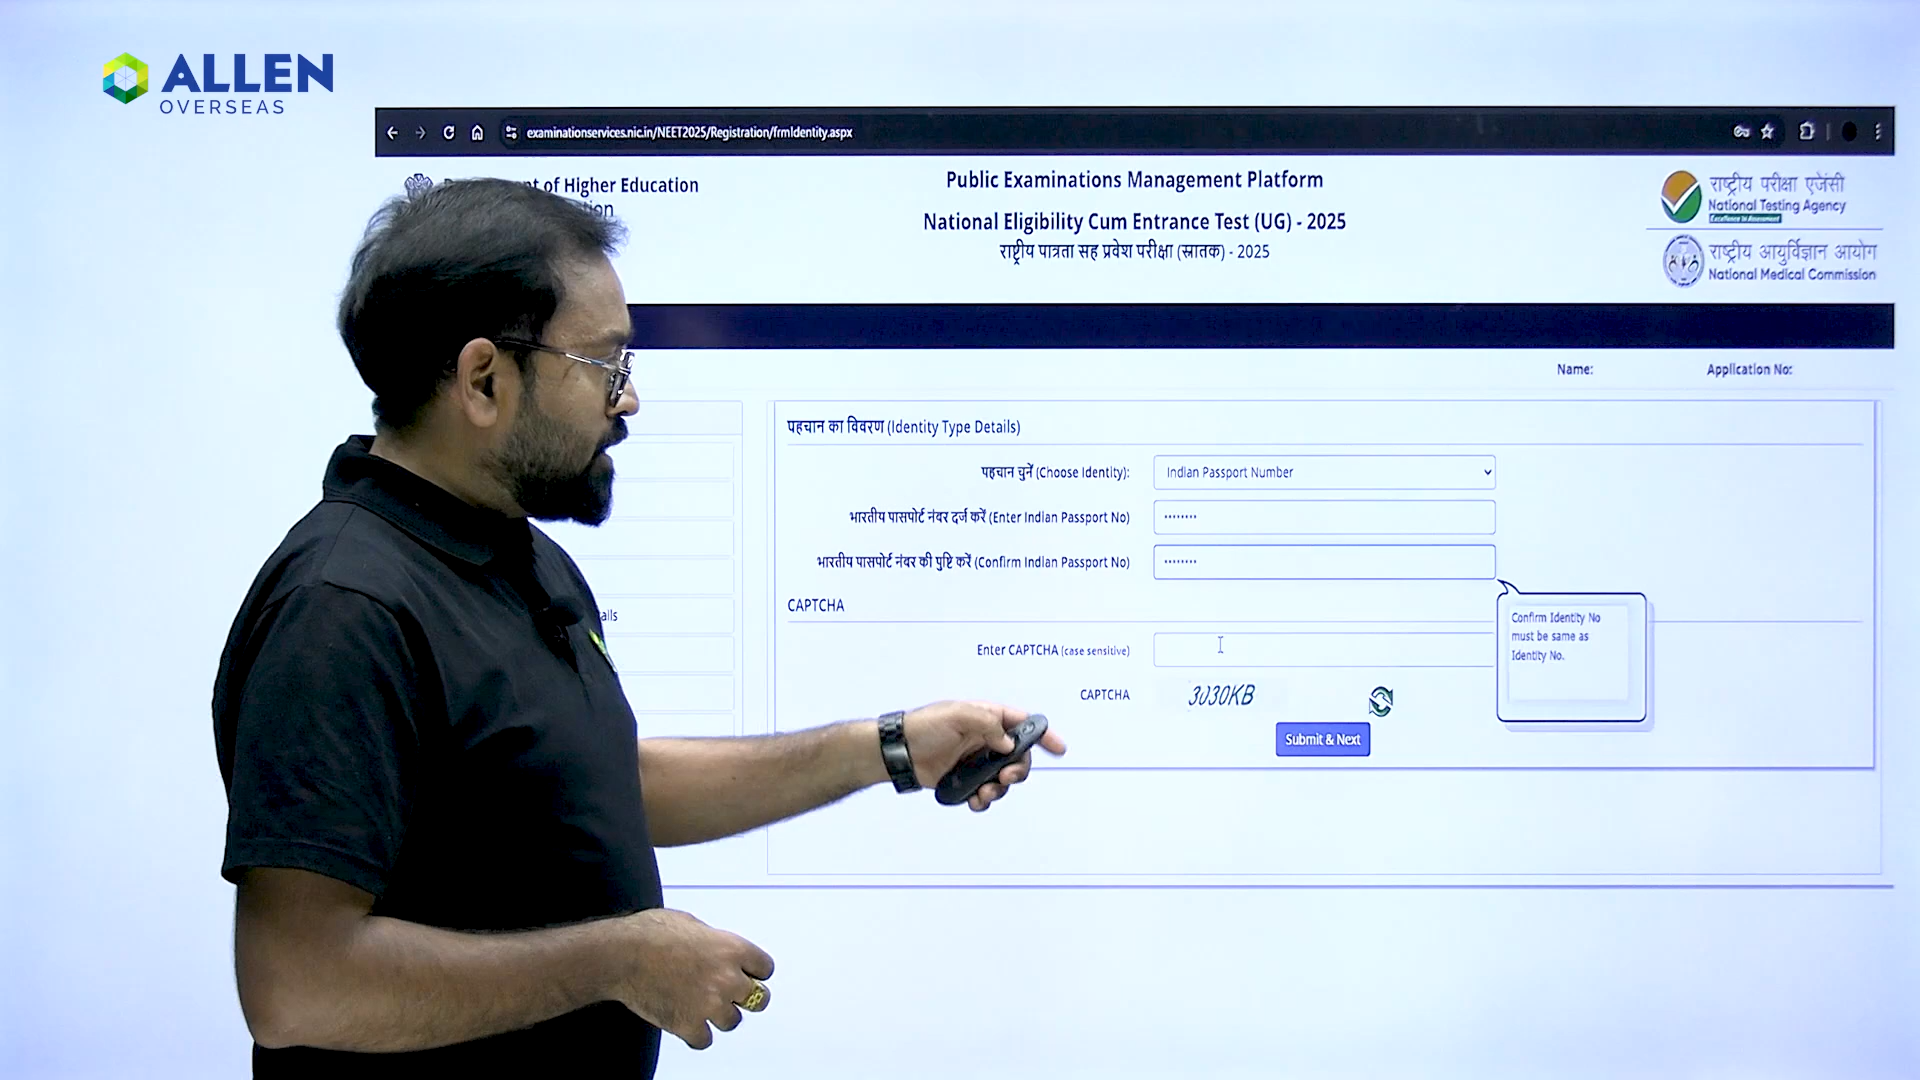 ALLEN
OVERSEAS
examinationservices.nic.in/NEET2025/Registration/frmIdentity.aspx
of Higher Education
Public Examinations Management Platform
National Eligibility Cum Entrance Test (UG) - 2025
राष्ट्रीय पात्रता सह प्रवेश परीक्षा (स्नातक) - 2025
राष्ट्रीय परीक्षा एजेंसी
National Testing Agency
Excellence in Assessment
राष्ट्रीय आयुर्विज्ञान आयोग
National Medical Commission
Name:
Application No:
पहचान का विवरण (Identity Type Details)
पहचान चुनें (Choose Identity):
Indian Passport Number
भारतीय पासपोर्ट नंबर दर्ज करें (Enter Indian Passport No)
भारतीय पासपोर्ट नंबर की पुष्टि करें (Confirm Indian Passport No)
CAPTCHA
Confirm Identity No
must be same as
Identity No.
Enter CAPTCHA (case sensitive)
CAPTCHA
Submit & Next